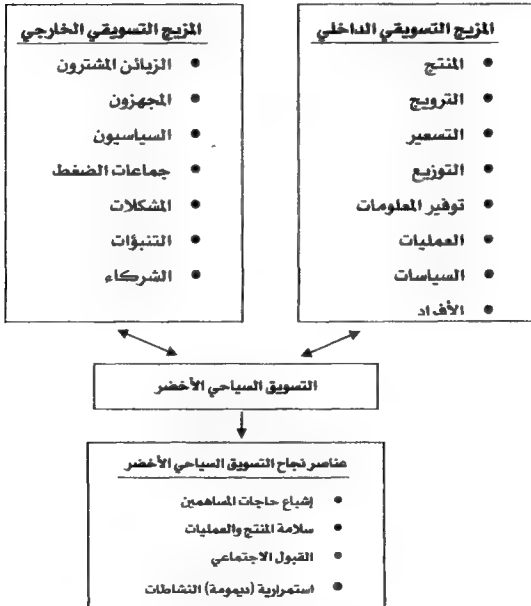 المزيج التسويقي الداخلي
• المنتج
• الترويج
• التسعير
• التوزيع
• توفير المعلومات
• العمليات
• السياسات
• الأفراد
المزيج التسويقي الخارجي
• الزبائن المشترون
• المجهزون
• السياسيون
• جماعات الضغط
• المشكلات
• التنبؤات
• الشركاء
التسويق السياحي الأخضر
عناصر نجاح التسويق السياحي الأخضر
• إشباع حاجات المساهمين
• سلامة المنتج والعمليات
• القبول الاجتماعي
• استمرارية (ديمومة) النشاطات